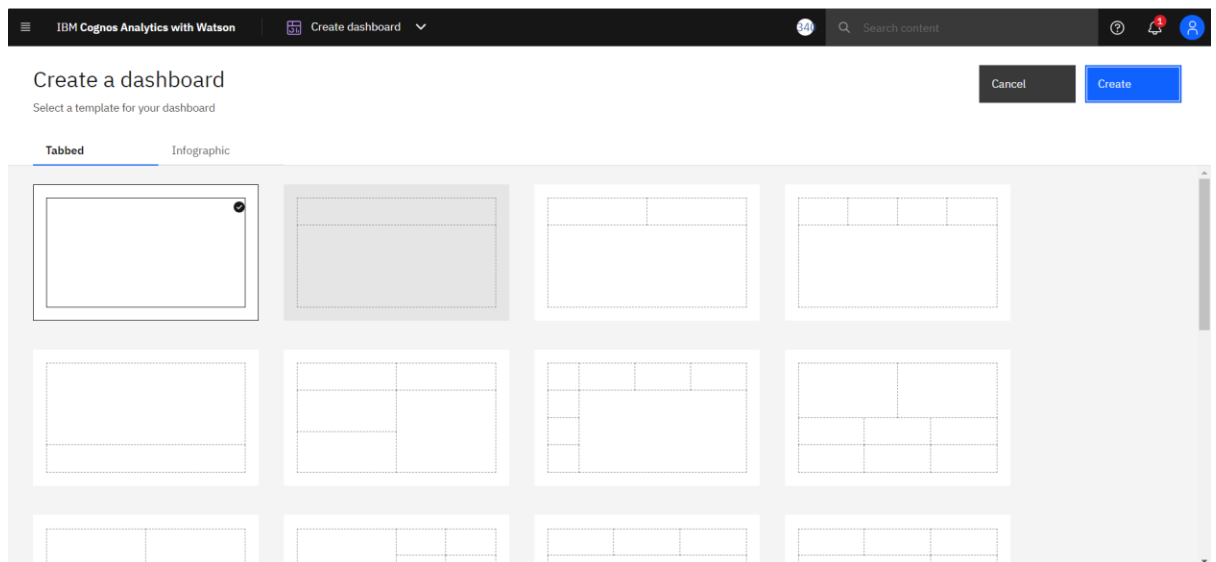 IBM Cognos Analytics with Watson
Create dashboard
Search content
1
Create a dashboard
Cancel
Create
Select a template for your dashboard
Tabbed
Infographic